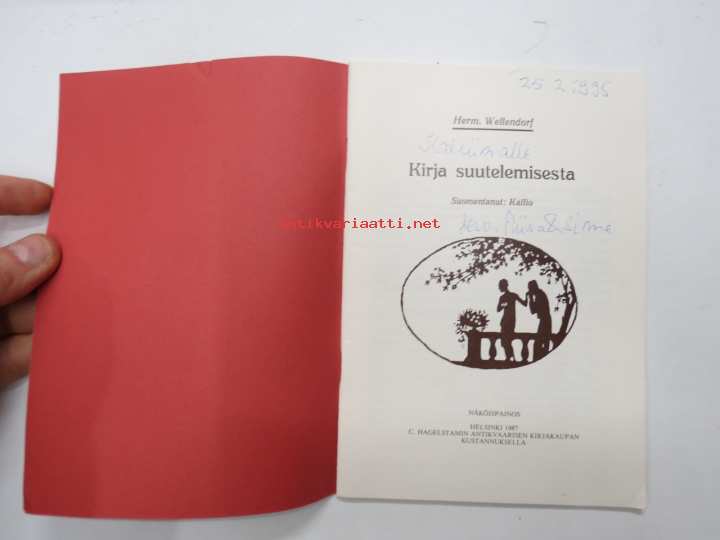 25 2 1995
Herm. Wellendorf
Kirja suutelemisesta
Suomentanut: Kallio
antikvariaatti.net
NÄKÖISPAINOS
HELSINKI 1987
C. HAGELSTAMIN ANTIKVAARISEN KIRJAKAUPAN
KUSTANNUKSELLA